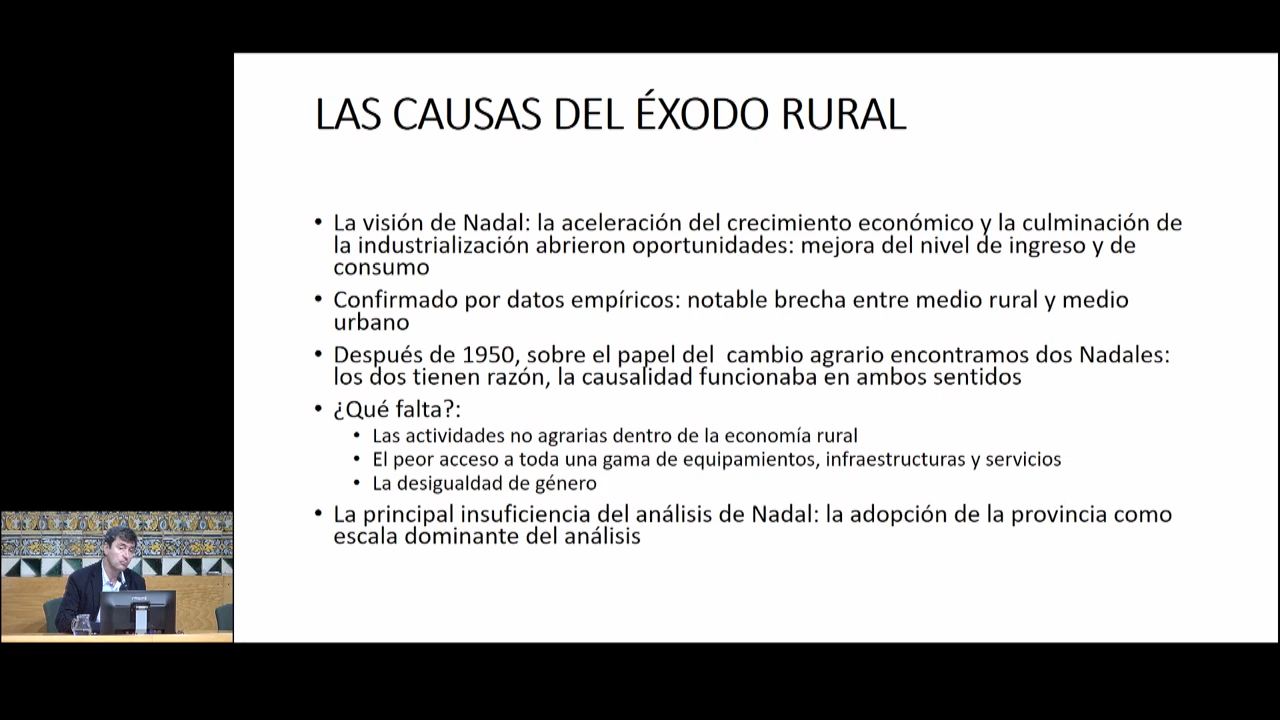 LAS CAUSAS DEL ÉXODO RURAL
• La visión de Nadal: la aceleración del crecimiento económico y la culminación de
la industrialización abrieron oportunidades: mejora del nivel de ingreso y de
consumo
• Confirmado por datos empíricos: notable brecha entre medio rural y medio
urbano
• Después de 1950, sobre el papel del  cambio agrario encontramos dos Nadales:
los dos tienen razón, la causalidad funcionaba en ambos sentidos
• ¿Qué falta?:
• Las actividades no agrarias dentro de la economía rural
• El peor acceso a toda una gama de equipamientos, infraestructuras y servicios
• La desigualdad de género
• La principal insuficiencia del análisis de Nadal: la adopción de la provincia como
escala dominante del análisis